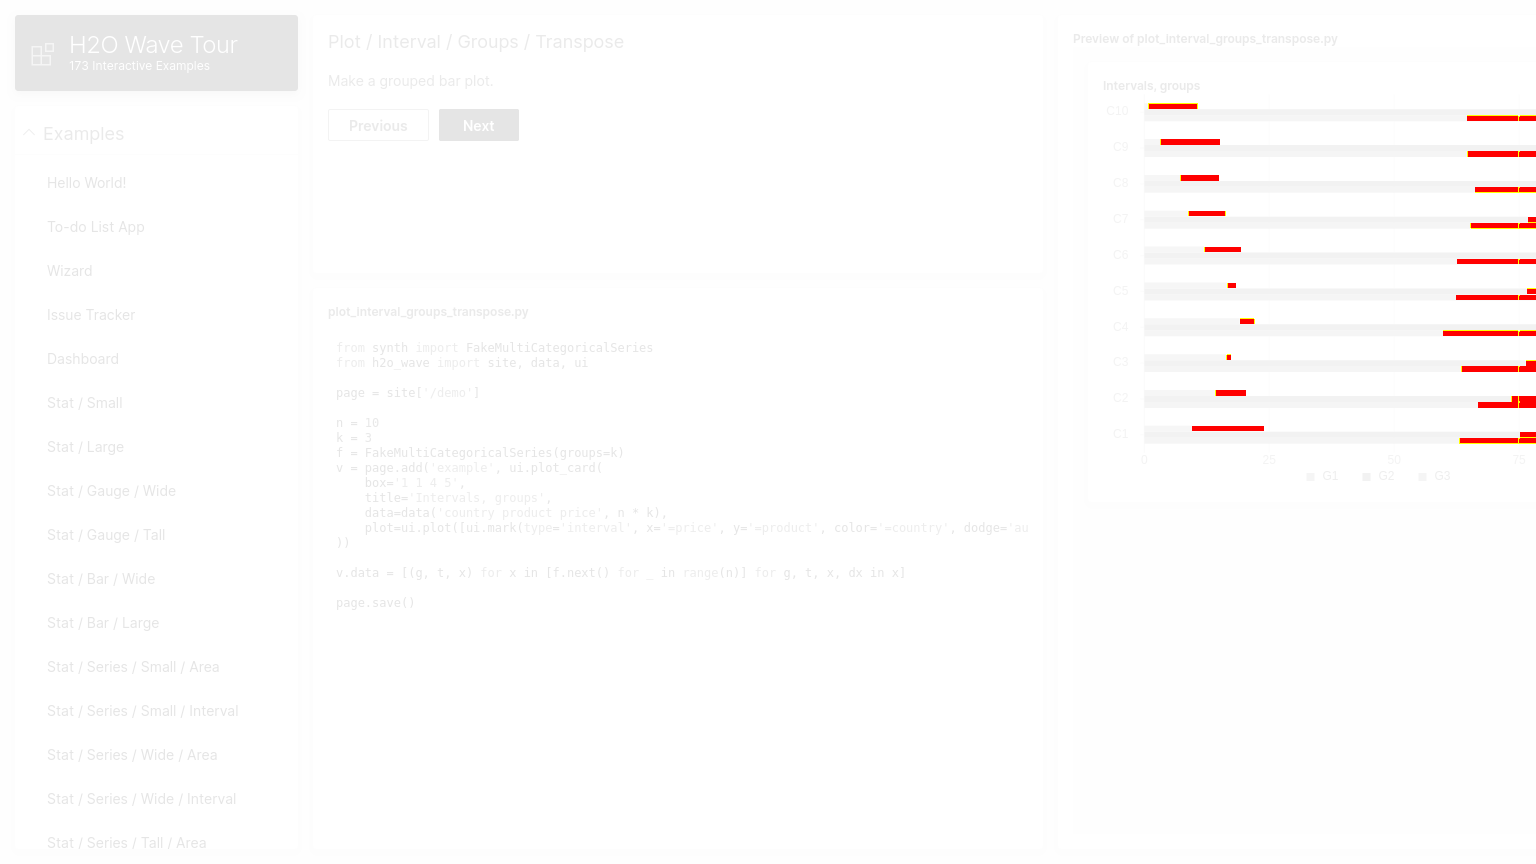 H2O Wave Tour
173 Interactive Examples
Examples
Hello World!
To-do List App
Wizard
Issue Tracker
Dashboard
Stat / Small
Stat / Large
Stat / Gauge / Wide
Stat / Gauge / Tall
Stat / Bar / Wide
Stat / Bar / Large
Stat / Series / Small / Area
Stat / Series / Small / Interval
Stat / Series / Wide / Area
Stat / Series / Wide / Interval
Stat / Series / Tall / Area
Plot / Interval / Groups / Transpose
Make a grouped bar plot.
Previous
Next
plot_interval_groups_transpose.py
from synth import FakeMultiCategoricalSeries
from h2o_wave import site, data, ui
page = site['/demo']
n = 10
k = 3
f = FakeMultiCategoricalSeries(groups=k)
v = page.add('example', ui.plot_card(
    box='1 1 4 5',
    title='Intervals, groups',
    data=data('country product price', n * k),
    plot=ui.plot([ui.mark(type='interval', x='=price', y='=product', color='=country', dodge='au
))
v.data = [(g, t, x) for x in [f.next() for _ in range(n)] for g, t, x, dx in x]
page.save()
Preview of plot_interval_groups_transpose.py
Intervals, groups
C10
C9
C8
C7
C6
C5
C4
C3
C2
C1
0 25 50 75
G1 G2 G3